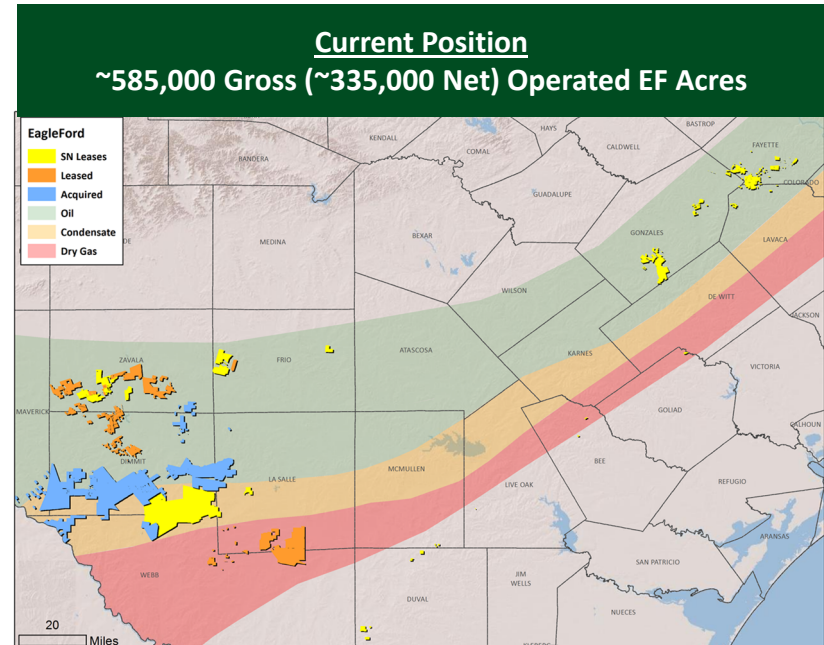 Current Position
~585,000 Gross (~335,000 Net) Operated EF Acres
EagleFord
SN Leases
Leased
Acquired
Oil
Condensate
Dry Gas
BASTROP
HAYS
KENDALL
FAYETTE
CALDWELL
COMAL
BANDERA
COLORADO
GUADALUPE
DE
GONZALES
BEXAR
MEDINA
LAVACA
WILSON
DE WITT
JACKSON
ATASCOSA
KARNES
ZAVALA
FRIO
VICTORIA
MAVERICK
GOLIAD
CALHOUN
DIMMIT
BEE
MCMULLEN
LA SALLE
LIVE OAK
REFUGIO
ARANSAS
SAN PATRICIO
WEBB
JIM
WELLS
DUVAL
NUECES
20
Miles